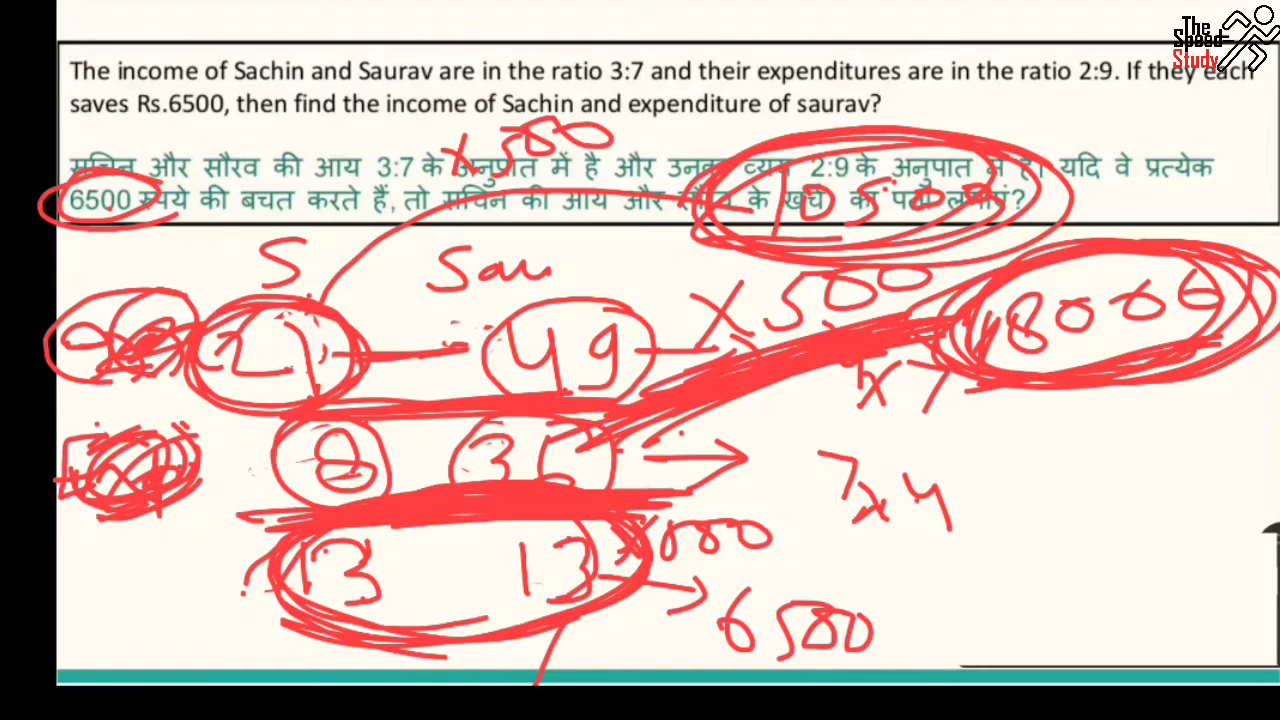 The
Speed
Study
The income of Sachin and Saurav are in the ratio 3:7 and their expenditures are in the ratio 2:9. If they each
saves Rs.6500, then find the income of Sachin and expenditure of saurav?
x500
सचिन और सौरव की आय 3:7 के अनुपात में है और उनका व्यय 2:9 के अनुपात में है। यदि वे प्रत्येक
6500 रुपये की बचत करते हैं, तो सचिन की आय और सौरव के खर्चे का पता लगाएं?
10500
S Sau
21 49 x500 18000
x 7
8 36
7x4
13 13 x500
6500